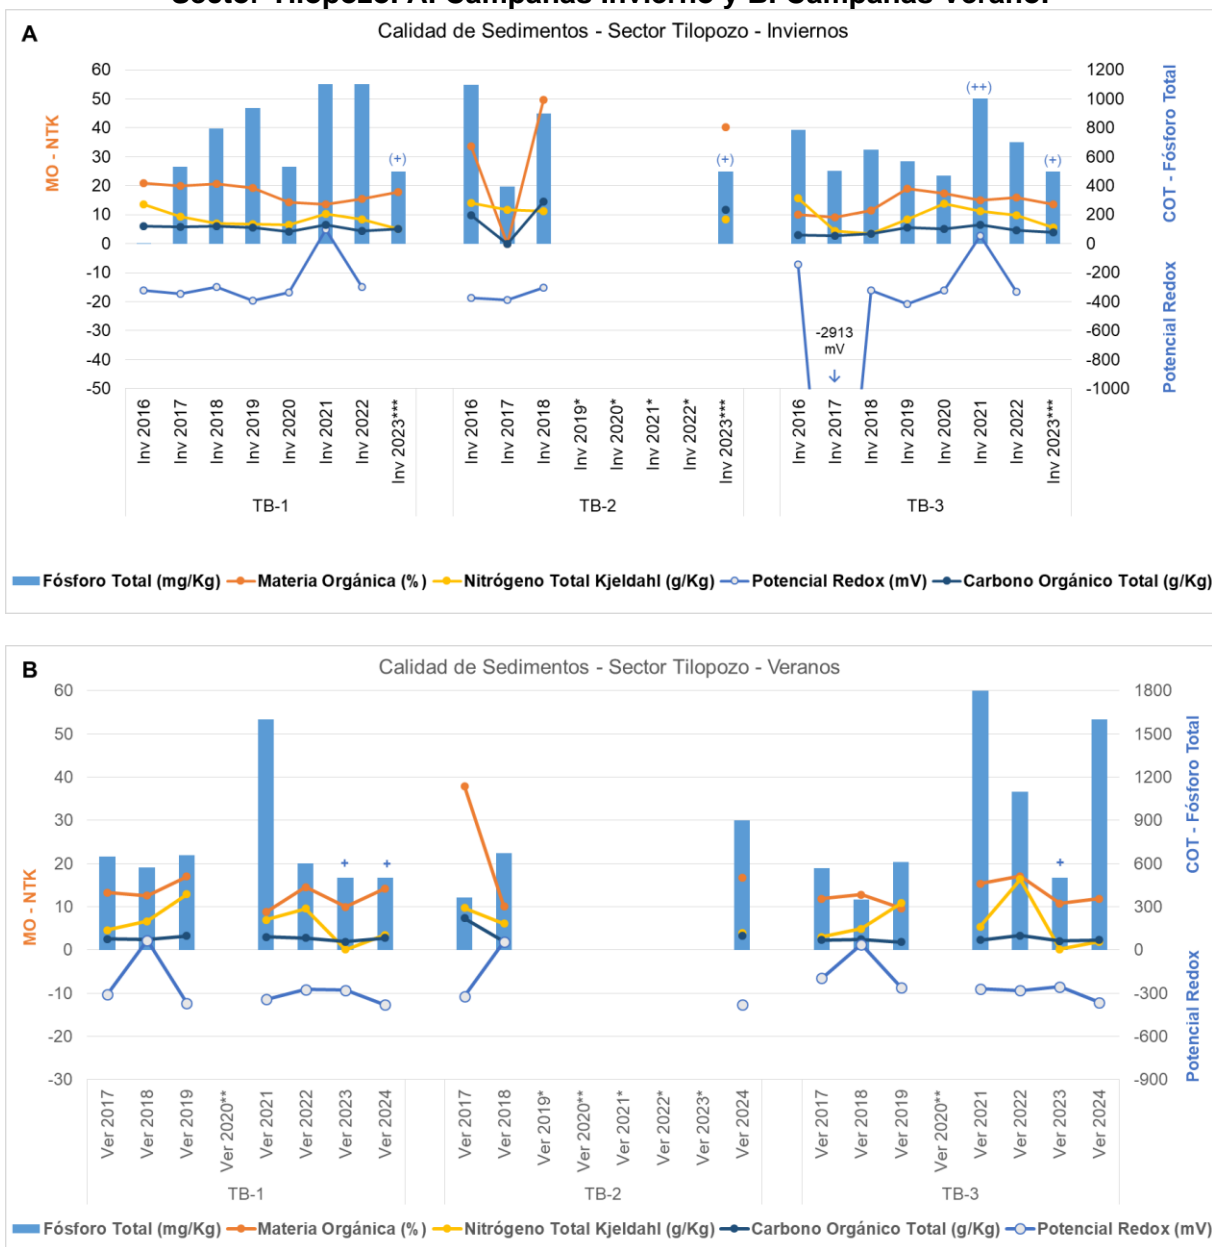 Sector Tilopozo. A. Campañas Invierno y B. Campañas Verano.
A
Calidad de Sedimentos - Sector Tilopozo - Inviernos
MO - NTK
60
50
40
30
20
10
0
-10
-20
-30
-40
-50
1200
1000
800
600
400
200
0
-200
-400
-600
-800
-1000
COT - Fósforo Total
Potencial Redox
(+)
(+)
(++)
(+)
-2913
mV
↓
Inv 2016
Inv 2017
Inv 2018
Inv 2019
Inv 2020
Inv 2021
Inv 2022
Inv 2023***
Inv 2016
Inv 2017
Inv 2018
Inv 2019*
Inv 2020*
Inv 2021*
Inv 2022*
Inv 2023***
Inv 2016
Inv 2017
Inv 2018
Inv 2019
Inv 2020
Inv 2021
Inv 2022
Inv 2023***
TB-1
TB-2
TB-3
Fósforo Total (mg/Kg) Materia Orgánica (%) Nitrógeno Total Kjeldahl (g/Kg) Potencial Redox (mV) Carbono Orgánico Total (g/Kg)
B
Calidad de Sedimentos - Sector Tilopozo - Veranos
MO - NTK
60
50
40
30
20
10
0
-10
-20
-30
1800
1500
1200
900
600
300
0
-300
-600
-900
COT - Fósforo Total
Potencial Redox
+
+
+
Ver 2017
Ver 2018
Ver 2019
Ver 2020**
Ver 2021
Ver 2022
Ver 2023
Ver 2024
Ver 2017
Ver 2018
Ver 2019*
Ver 2020**
Ver 2021*
Ver 2022*
Ver 2023*
Ver 2024
Ver 2017
Ver 2018
Ver 2019
Ver 2020**
Ver 2021
Ver 2022
Ver 2023
Ver 2024
TB-1
TB-2
TB-3
Fósforo Total (mg/Kg) Materia Orgánica (%) Nitrógeno Total Kjeldahl (g/Kg) Carbono Orgánico Total (g/Kg) Potencial Redox (mV)